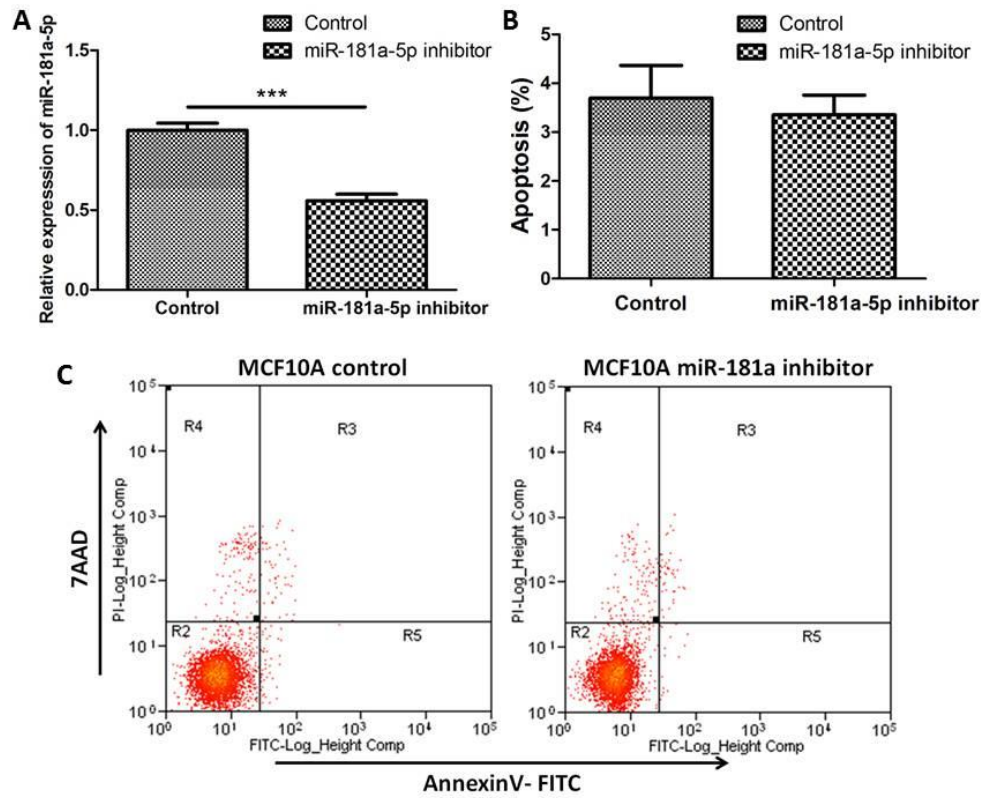 A
Control
miR-181a-5p inhibitor
Relative expresssion of miR-181a-5p
1.5
1.0
0.5
0.0
***
Control
miR-181a-5p inhibitor
B
Control
miR-181a-5p inhibitor
Apoptosis (%)
5
4
3
2
1
0
Control
miR-181a-5p inhibitor
C
MCF10A control
7AAD
PI-Log_Height Comp
10⁵
10⁴
10³
10²
10¹
10⁰
R4
R3
R2
R5
10⁰ 10¹ 10² 10³ 10⁴ 10⁵
FITC-Log_Height Comp
MCF10A miR-181a inhibitor
PI-Log_Height Comp
10⁵
10⁴
10³
10²
10¹
10⁰
R4
R3
R2
R5
10⁰ 10¹ 10² 10³ 10⁴ 10⁵
FITC-Log_Height Comp
AnnexinV- FITC